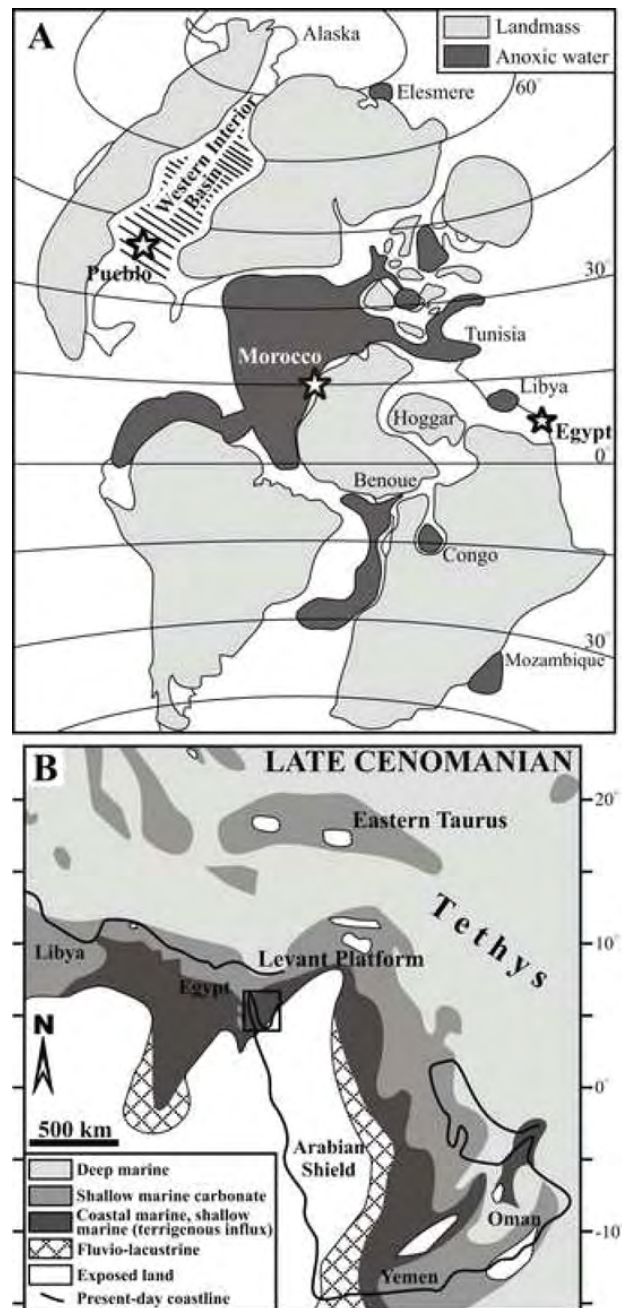 A
Landmass
Anoxic water
Alaska
Elesmere
60°
Western Interior
Basin
Pueblo
30°
Tunisia
Morocco
Libya
Hoggar
Egypt
0°
Benoue
Congo
30°
Mozambique
B
LATE CENOMANIAN
20°
Eastern Taurus
Tethys
10°
Libya
Levant Platform
Egypt
N
0°
500 km
Arabian
Shield
Deep marine
Shallow marine carbonate
Coastal marine, shallow
marine (terrigenous influx)
Fluvio-lacustrine
Exposed land
Present-day coastline
Oman
-10°
Yemen